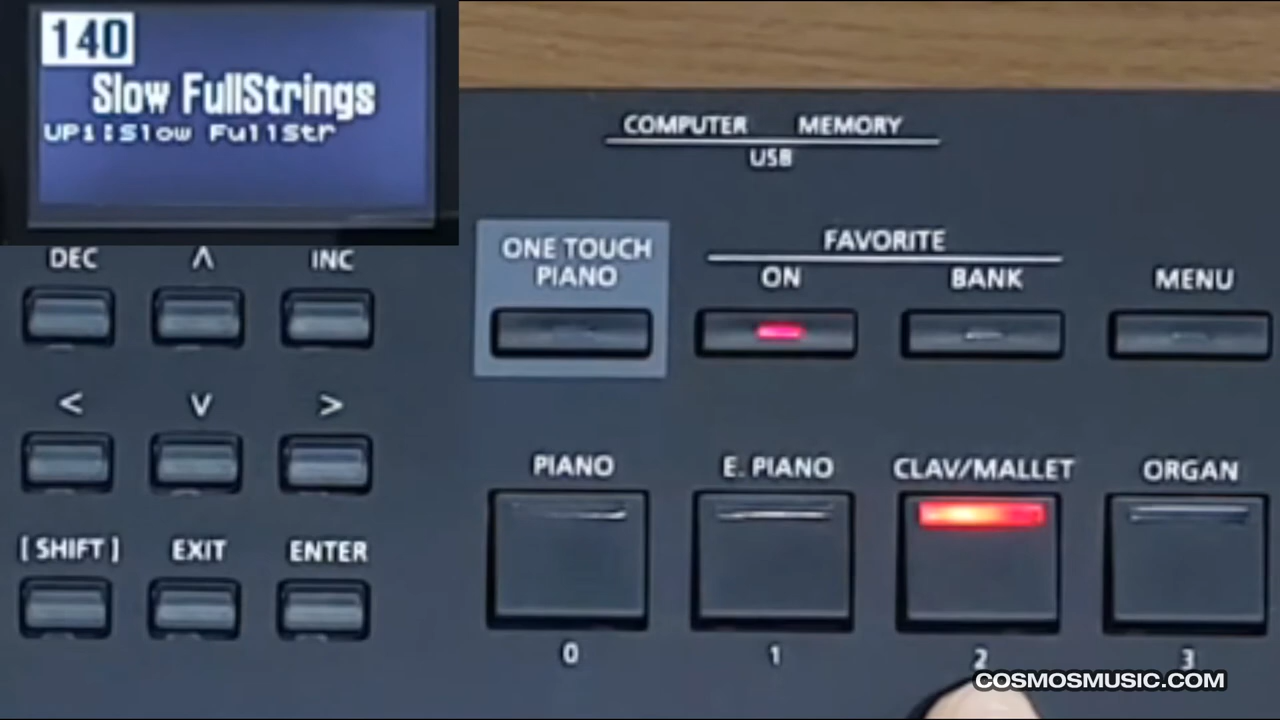 140
Slow FullStrings
UP1:Slow FullStr
COMPUTER MEMORY
USB
DEC ∧ INC
ONE TOUCH
PIANO
FAVORITE
ON BANK MENU
< ∨ >
PIANO E. PIANO CLAV/MALLET ORGAN
[ SHIFT ] EXIT ENTER
0 1 2 3
COSMOSMUSIC.COM